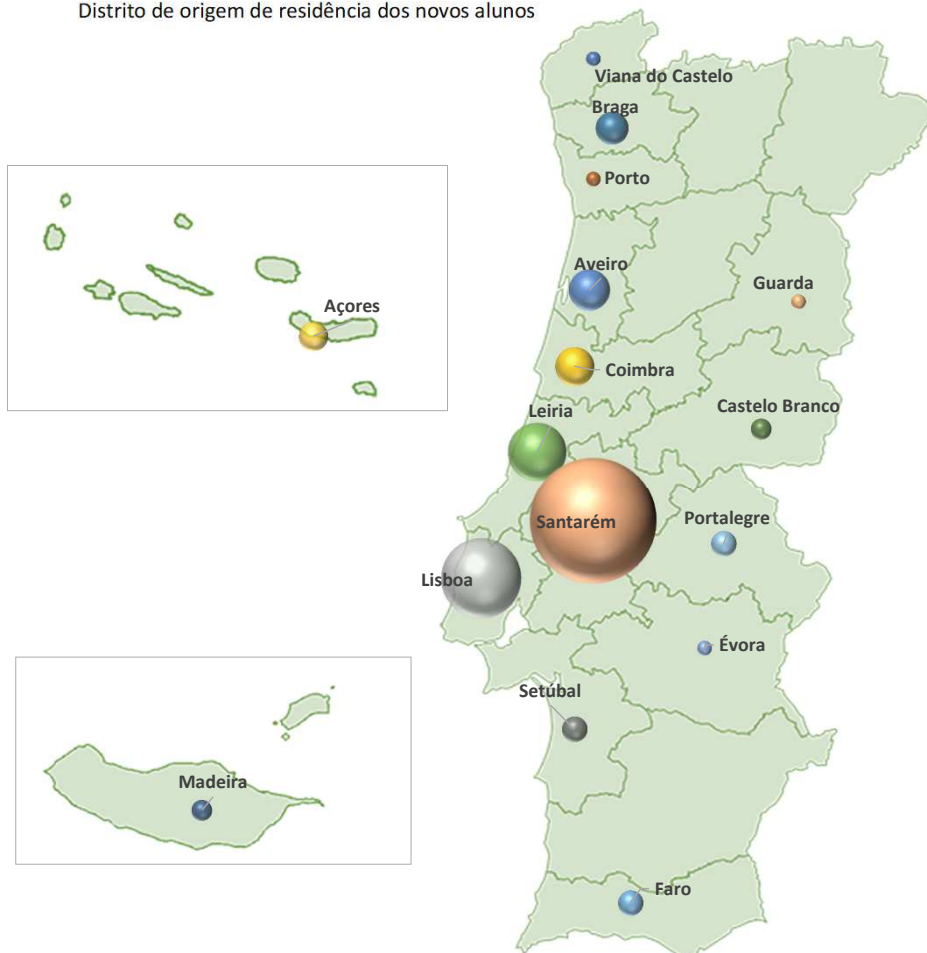 Distrito de origem de residência dos novos alunos
Viana do Castelo
Braga
Porto
Aveiro
Guarda
Açores
Coimbra
Castelo Branco
Leiria
Santarém
Portalegre
Lisboa
Évora
Setúbal
Madeira
Faro